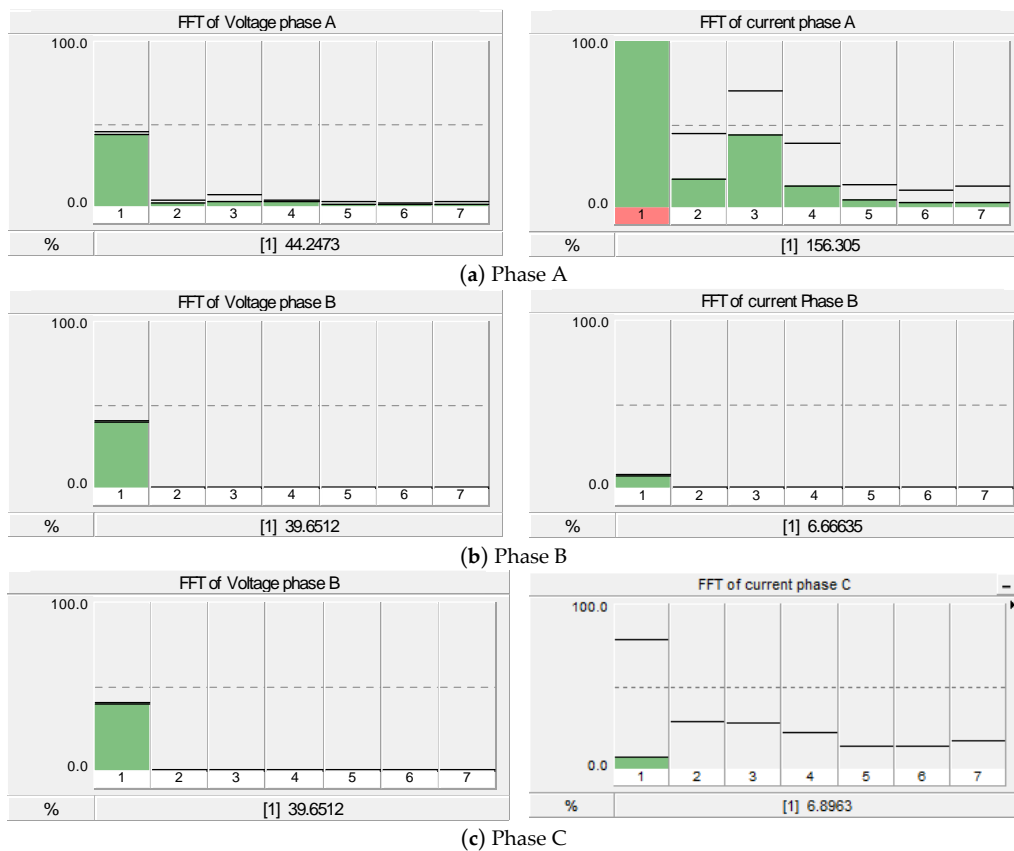 FFT of Voltage phase A
100.0
0.0
1 2 3 4 5 6 7
% [1] 44.2473
FFT of current phase A
100.0
0.0
1 2 3 4 5 6 7
% [1] 156.305
(a) Phase A
FFT of Voltage phase B
100.0
0.0
1 2 3 4 5 6 7
% [1] 39.6512
FFT of current Phase B
100.0
0.0
1 2 3 4 5 6 7
% [1] 6.66635
(b) Phase B
FFT of Voltage phase B
100.0
0.0
1 2 3 4 5 6 7
% [1] 39.6512
FFT of current phase C
100.0
0.0
1 2 3 4 5 6 7
% [1] 6.8963
(c) Phase C